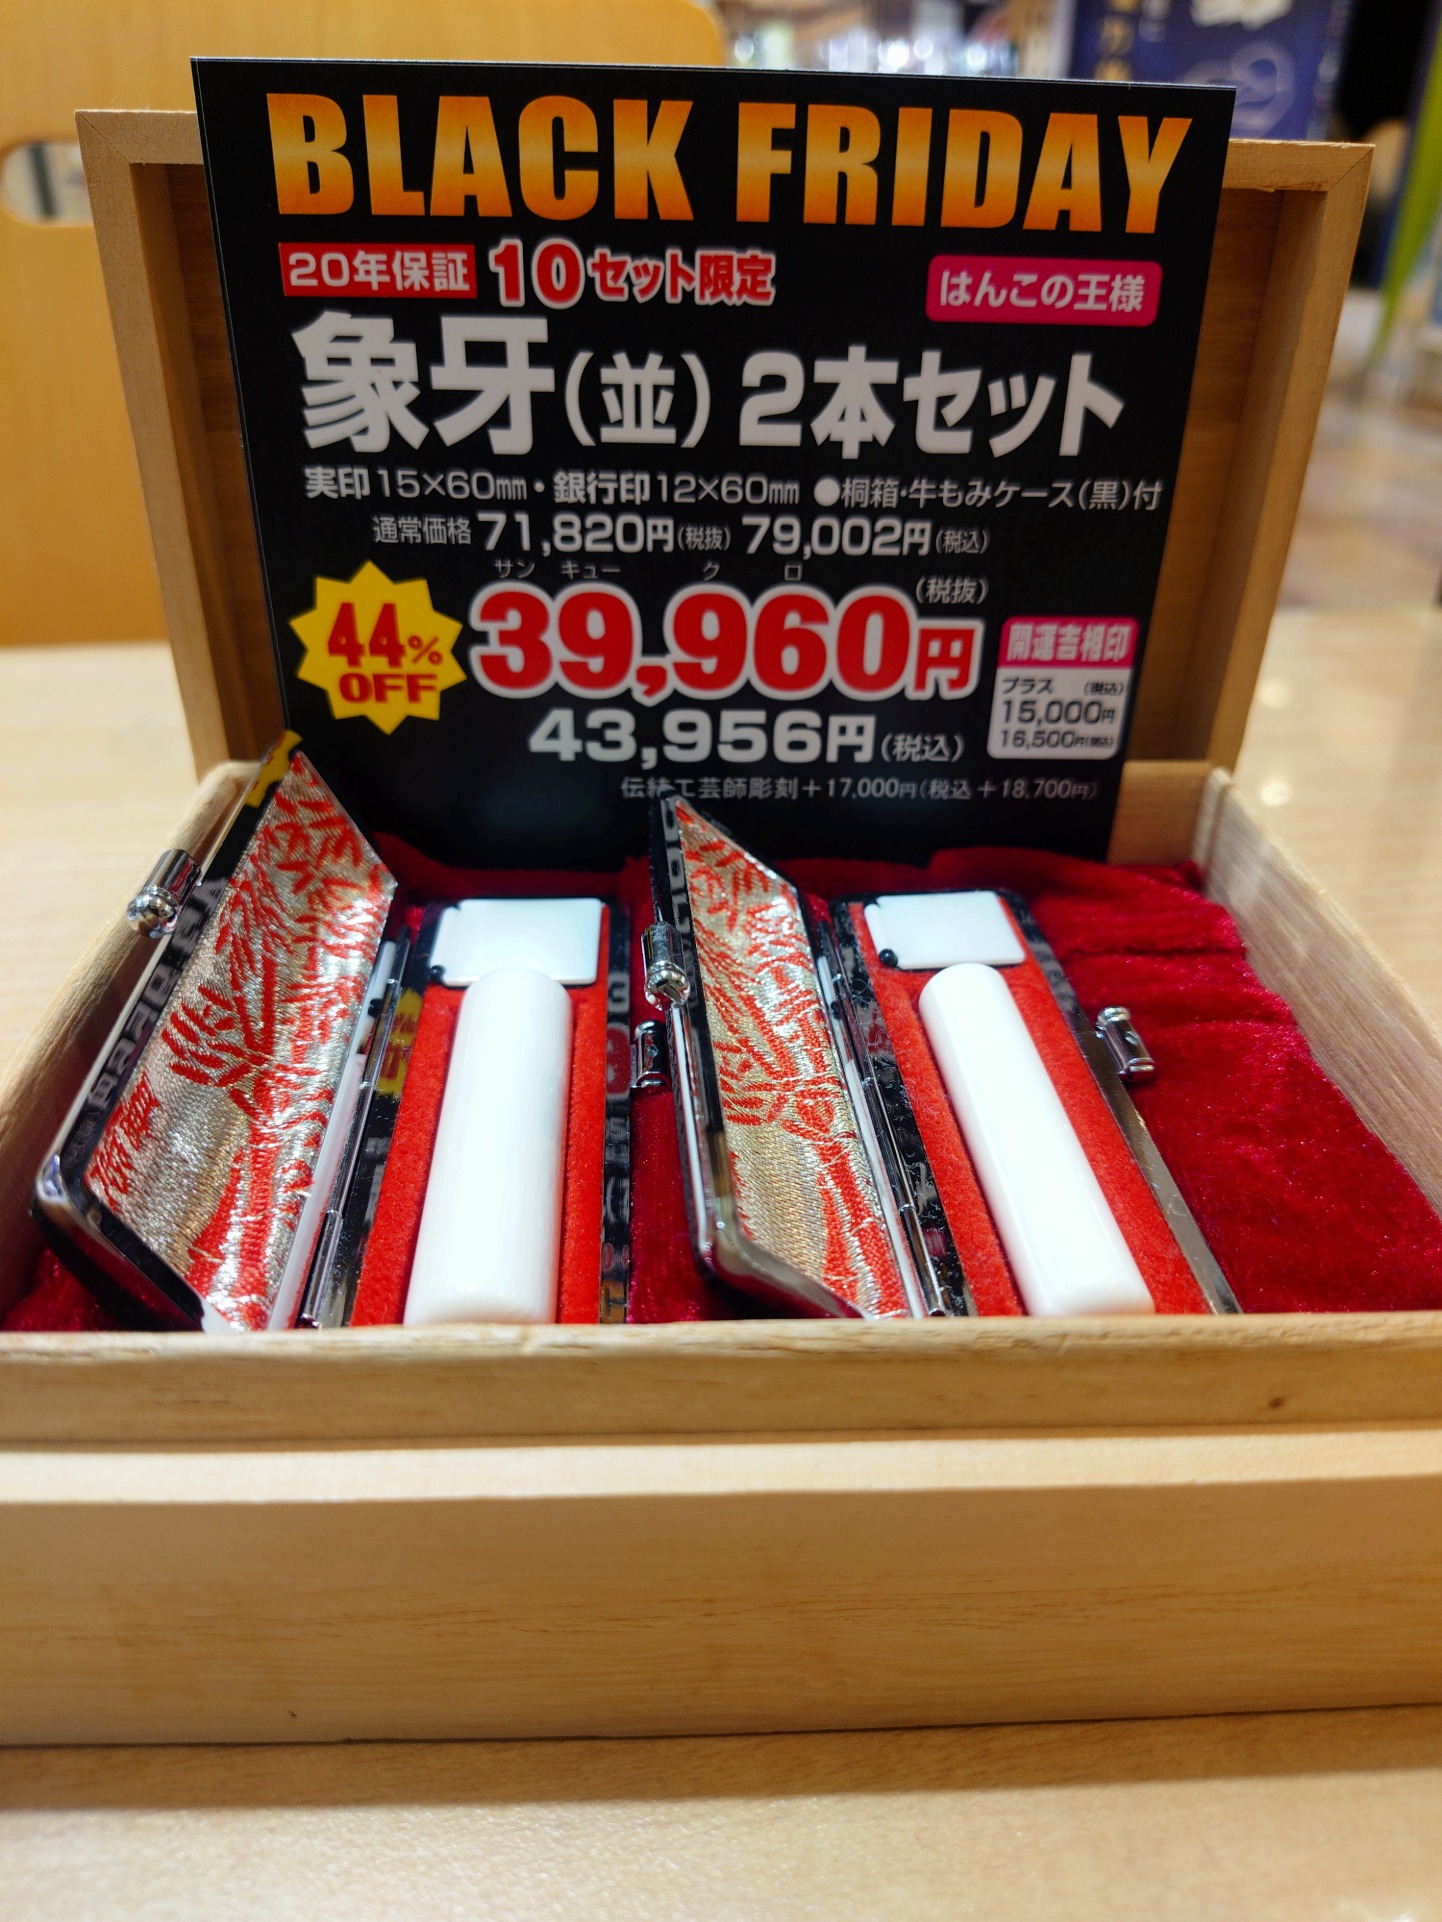 BLACK FRIDAY
20年保証 10セット限定 はんこの王様
象牙(並) 2本セット
実印15×60mm・銀行印12×60mm ●桐箱・牛もみケース(黒)付
通常価格 71,820円(税抜) 79,002円(税込)
サン キュー ク ロ
44% OFF 39,960円(税抜)
43,956円(税込)
開運吉相印
プラス (税込)
15,000円
16,500円(税込)
伝統工芸師彫刻+17,000円(税込+18,700円)